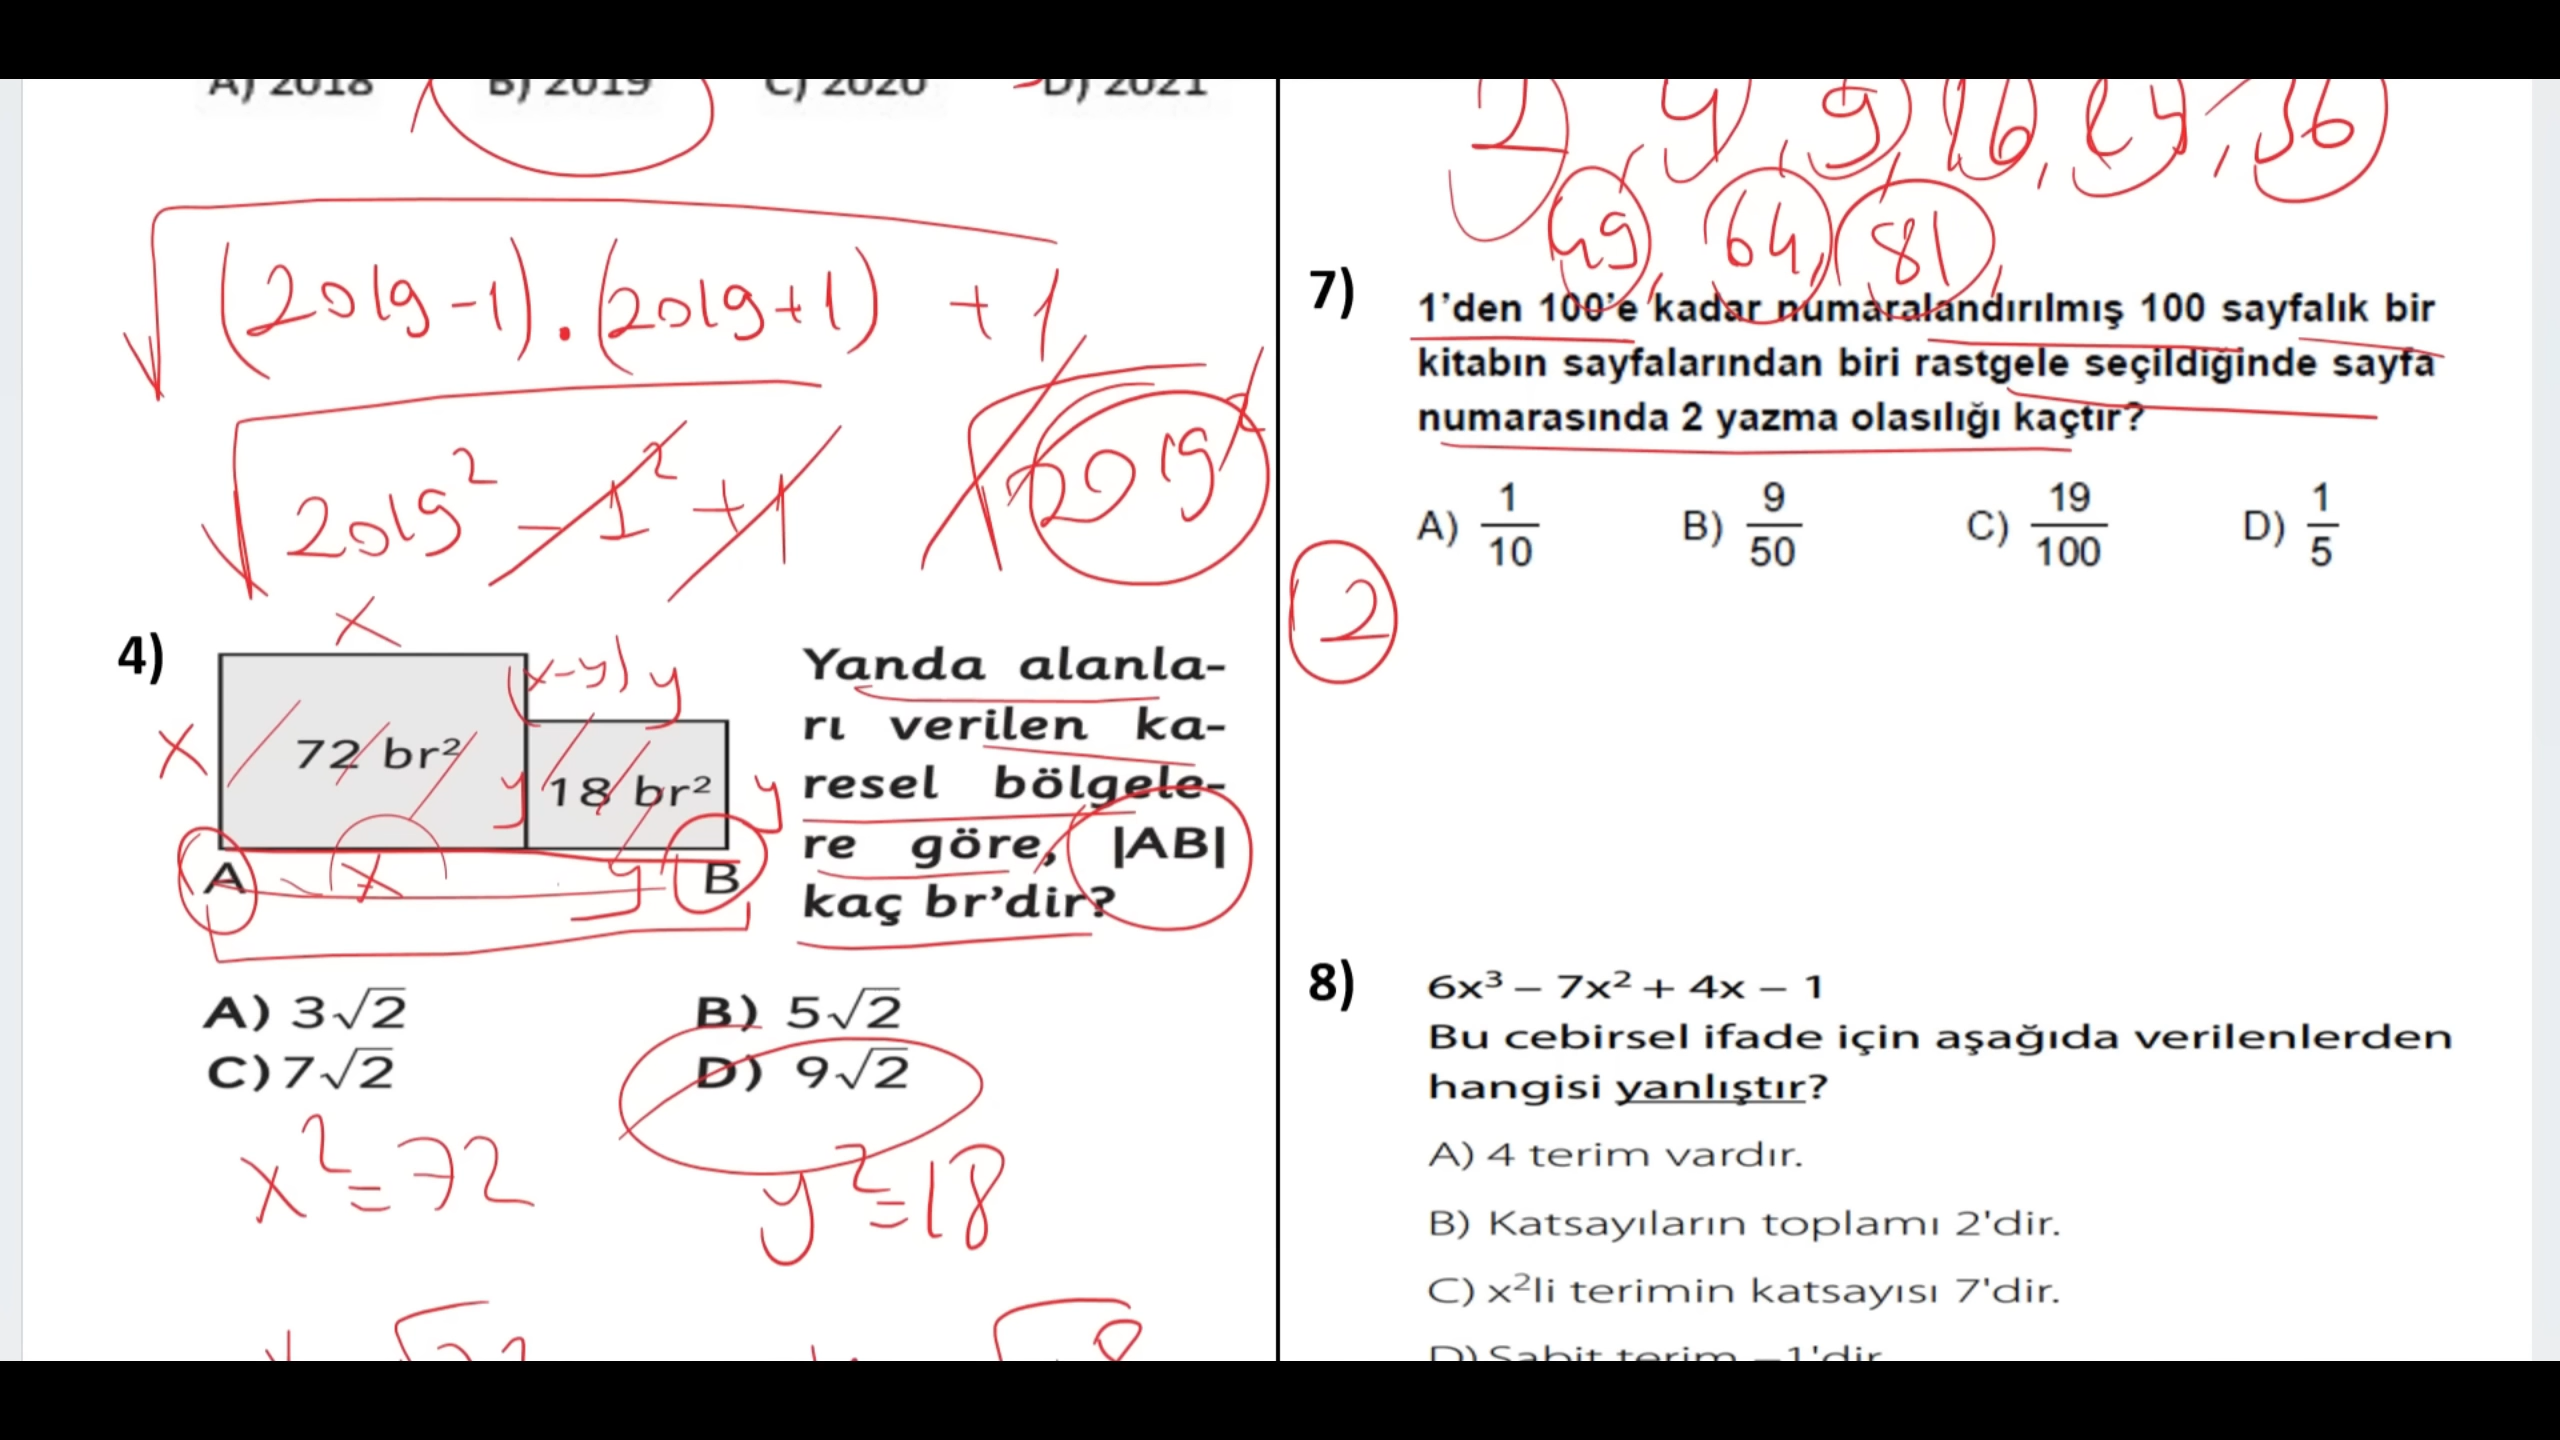 A) 2018 B) 2019 C) 2020 D) 2021
√(2019-1).(2019+1) + 1
√2019² - 1² + 1 √2019²
4)
x
(x-y) y
x 72 br² y 18 br² y
A x y B
Yanda alanla-
rı verilen ka-
resel bölgele-
re göre, |AB|
kaç br’dir?
A) 3√2 B) 5√2
C) 7√2 D) 9√2
x² = 72 y² = 18
4, 9, 16, 36
49, 64, 81,
7)
1’den 100’e kadar numaralandırılmış 100 sayfalık bir
kitabın sayfalarından biri rastgele seçildiğinde sayfa
numarasında 2 yazma olasılığı kaçtır?
A) 1/10 B) 9/50 C) 19/100 D) 1/5
2
8)
6x³ – 7x² + 4x – 1
Bu cebirsel ifade için aşağıda verilenlerden
hangisi yanlıştır?
A) 4 terim vardır.
B) Katsayıların toplamı 2'dir.
C) x²li terimin katsayısı 7'dir.
D) Sabit terim –1'dir